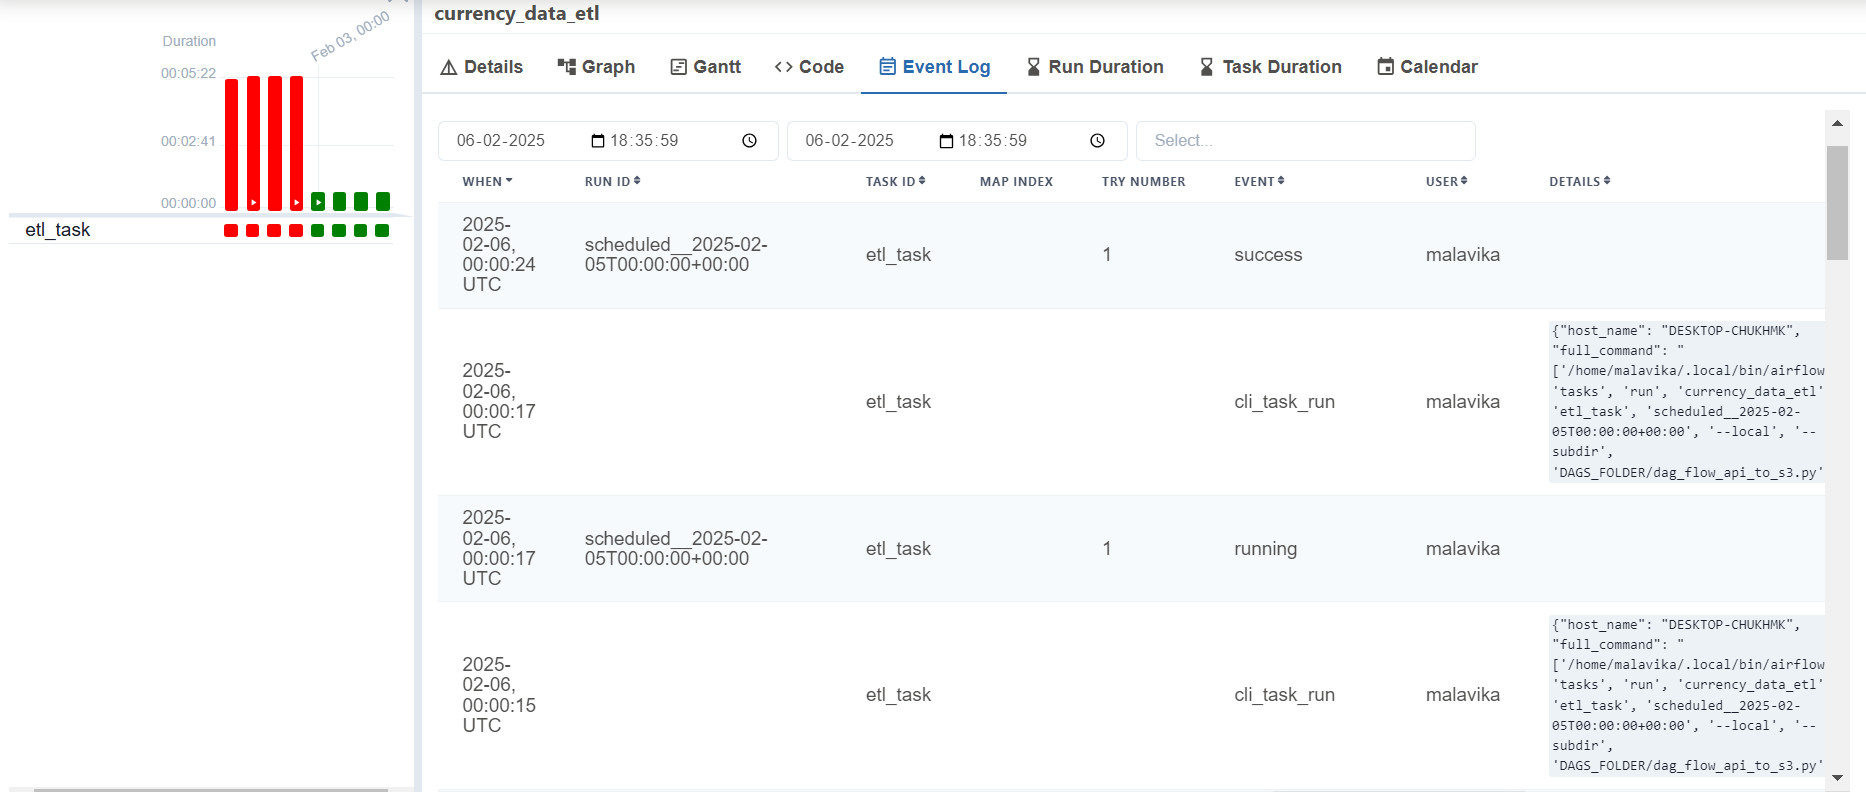 currency_data_etl
Duration
Feb 03, 00:00
00:05:22
00:02:41
00:00:00
etl_task
Details Graph Gantt Code Event Log Run Duration Task Duration Calendar
06-02-2025 18:35:59 06-02-2025 18:35:59 Select...
WHEN RUN ID TASK ID MAP INDEX TRY NUMBER EVENT USER DETAILS
2025-
02-06,
00:00:24
UTC
scheduled__2025-02-
05T00:00:00+00:00
etl_task 1 success malavika
2025-
02-06,
00:00:17
UTC
etl_task cli_task_run malavika
{"host_name": "DESKTOP-CHUKHMK",
"full_command": "
['/home/malavika/.local/bin/airflow
'tasks', 'run', 'currency_data_etl'
'etl_task', 'scheduled__2025-02-
05T00:00:00+00:00', '--local', '--
subdir',
'DAGS_FOLDER/dag_flow_api_to_s3.py'
2025-
02-06,
00:00:17
UTC
scheduled__2025-02-
05T00:00:00+00:00
etl_task 1 running malavika
2025-
02-06,
00:00:15
UTC
etl_task cli_task_run malavika
{"host_name": "DESKTOP-CHUKHMK",
"full_command": "
['/home/malavika/.local/bin/airflow
'tasks', 'run', 'currency_data_etl'
'etl_task', 'scheduled__2025-02-
05T00:00:00+00:00', '--local', '--
subdir',
'DAGS_FOLDER/dag_flow_api_to_s3.py'